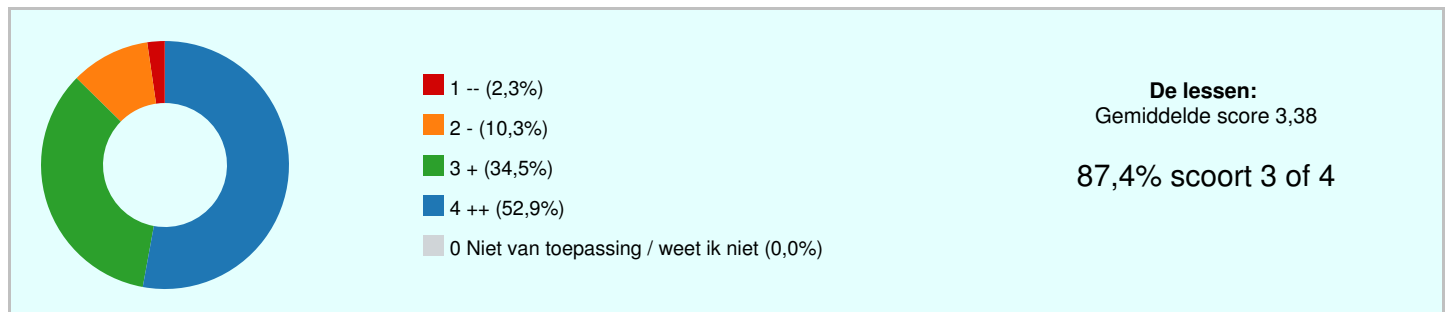 1 -- (2,3%)
2 - (10,3%)
3 + (34,5%)
4 ++ (52,9%)
0 Niet van toepassing / weet ik niet (0,0%)
De lessen:
Gemiddelde score 3,38
87,4% scoort 3 of 4